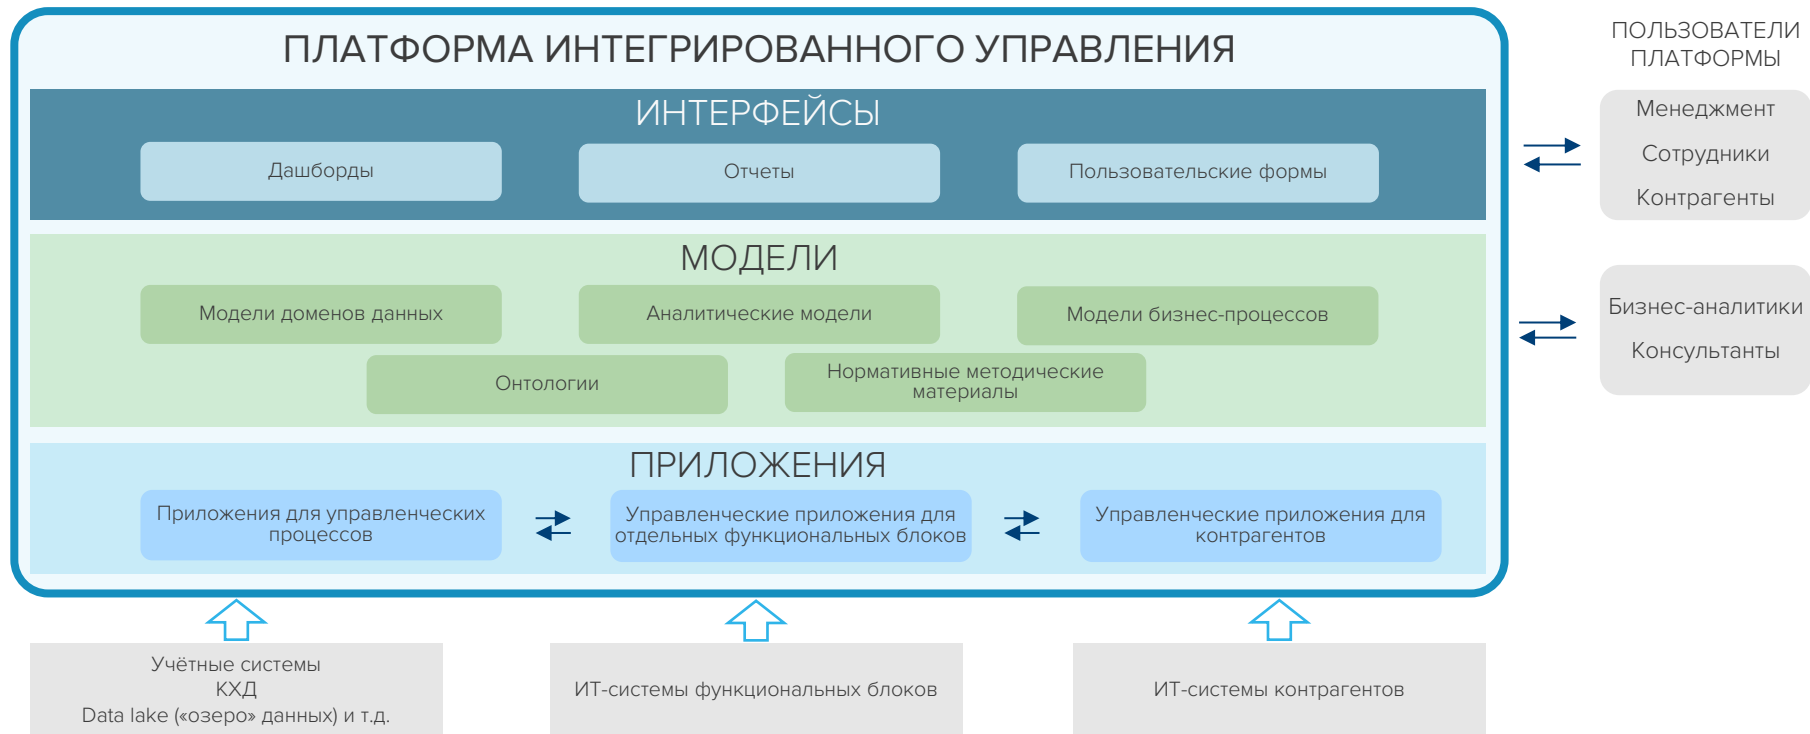 ПЛАТФОРМА ИНТЕГРИРОВАННОГО УПРАВЛЕНИЯ
ИНТЕРФЕЙСЫ
Дашборды
Отчеты
Пользовательские формы
МОДЕЛИ
Модели доменов данных
Аналитические модели
Модели бизнес-процессов
Онтологии
Нормативные методические
материалы
ПРИЛОЖЕНИЯ
Приложения для управленческих
процессов
Управленческие приложения для
отдельных функциональных блоков
Управленческие приложения для
контрагентов
Учётные системы
КХД
Data lake («озеро» данных) и т.д.
ИТ-системы функциональных блоков
ИТ-системы контрагентов
ПОЛЬЗОВАТЕЛИ
ПЛАТФОРМЫ
Менеджмент
Сотрудники
Контрагенты
Бизнес-аналитики
Консультанты